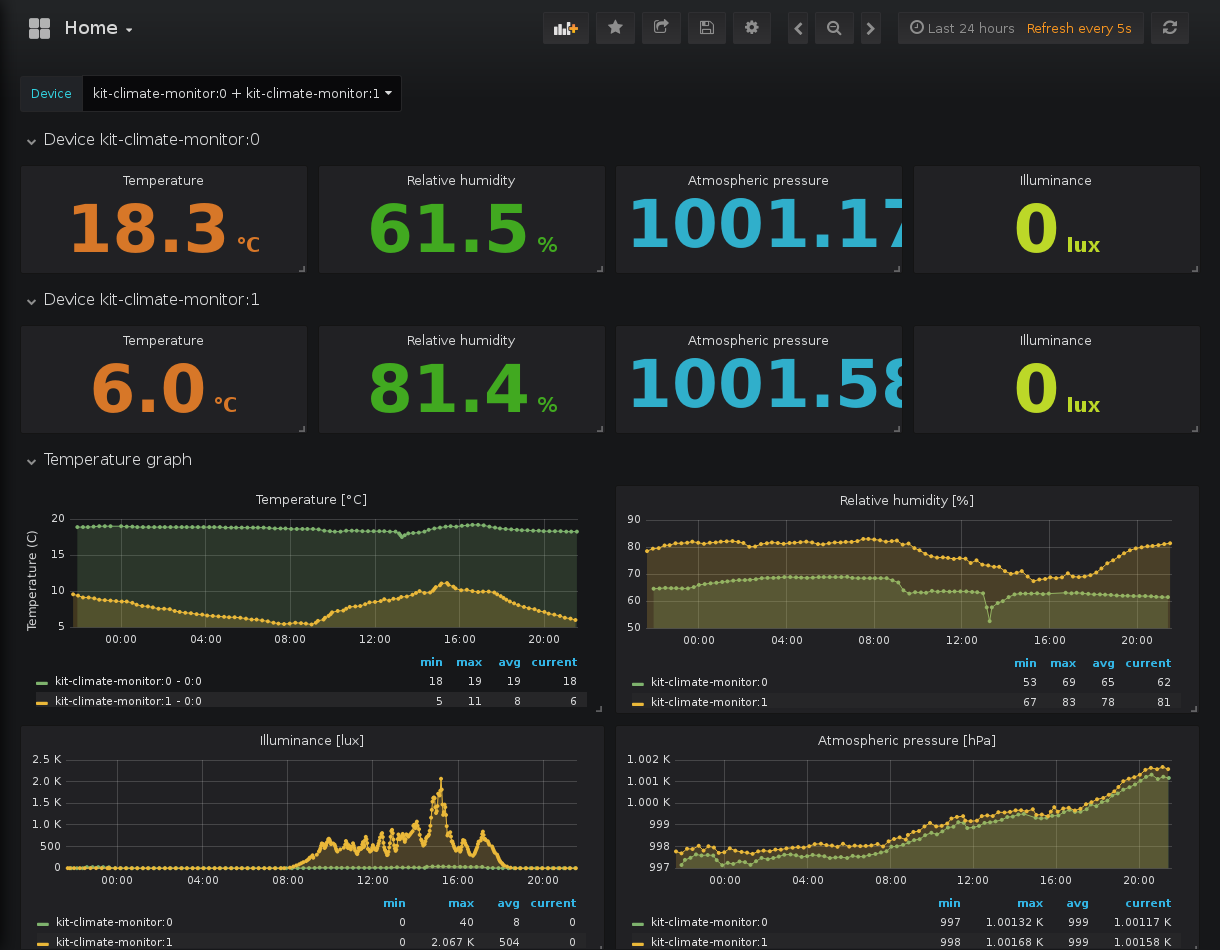 Home
Last 24 hours Refresh every 5s
Device kit-climate-monitor:0 + kit-climate-monitor:1
Device kit-climate-monitor:0
Temperature
18.3 °C
Relative humidity
61.5 %
Atmospheric pressure
1001.17
Illuminance
0 lux
Device kit-climate-monitor:1
Temperature
6.0 °C
Relative humidity
81.4 %
Atmospheric pressure
1001.58
Illuminance
0 lux
Temperature graph
Temperature [°C]
Temperature (C)
20
15
10
5
00:00 04:00 08:00 12:00 16:00 20:00
min max avg current
kit-climate-monitor:0 - 0:0 18 19 19 18
kit-climate-monitor:1 - 0:0 5 11 8 6
Relative humidity [%]
90
80
70
60
50
00:00 04:00 08:00 12:00 16:00 20:00
min max avg current
kit-climate-monitor:0 53 69 65 62
kit-climate-monitor:1 67 83 78 81
Illuminance [lux]
2.5 K
2.0 K
1.5 K
1.0 K
500
0
00:00 04:00 08:00 12:00 16:00 20:00
min max avg current
kit-climate-monitor:0 0 40 8 0
kit-climate-monitor:1 0 2.067 K 504 0
Atmospheric pressure [hPa]
1.002 K
1.001 K
1.000 K
999
998
997
00:00 04:00 08:00 12:00 16:00 20:00
min max avg current
kit-climate-monitor:0 997 1.00132 K 999 1.00117 K
kit-climate-monitor:1 998 1.00168 K 999 1.00158 K